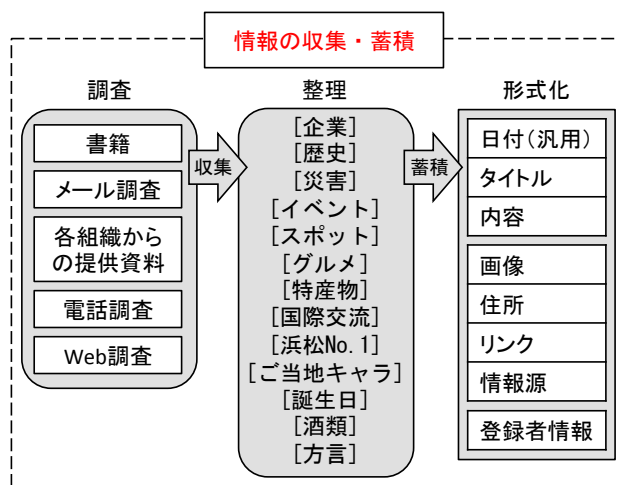 情報の収集・蓄積
調査
書籍
メール調査
各組織から
の提供資料
電話調査
Web調査
収集
整理
[企業]
[歴史]
[災害]
[イベント]
[スポット]
[グルメ]
[特産物]
[国際交流]
[浜松No.1]
[ご当地キャラ]
[誕生日]
[酒類]
[方言]
蓄積
形式化
日付(汎用)
タイトル
内容
画像
住所
リンク
情報源
登録者情報